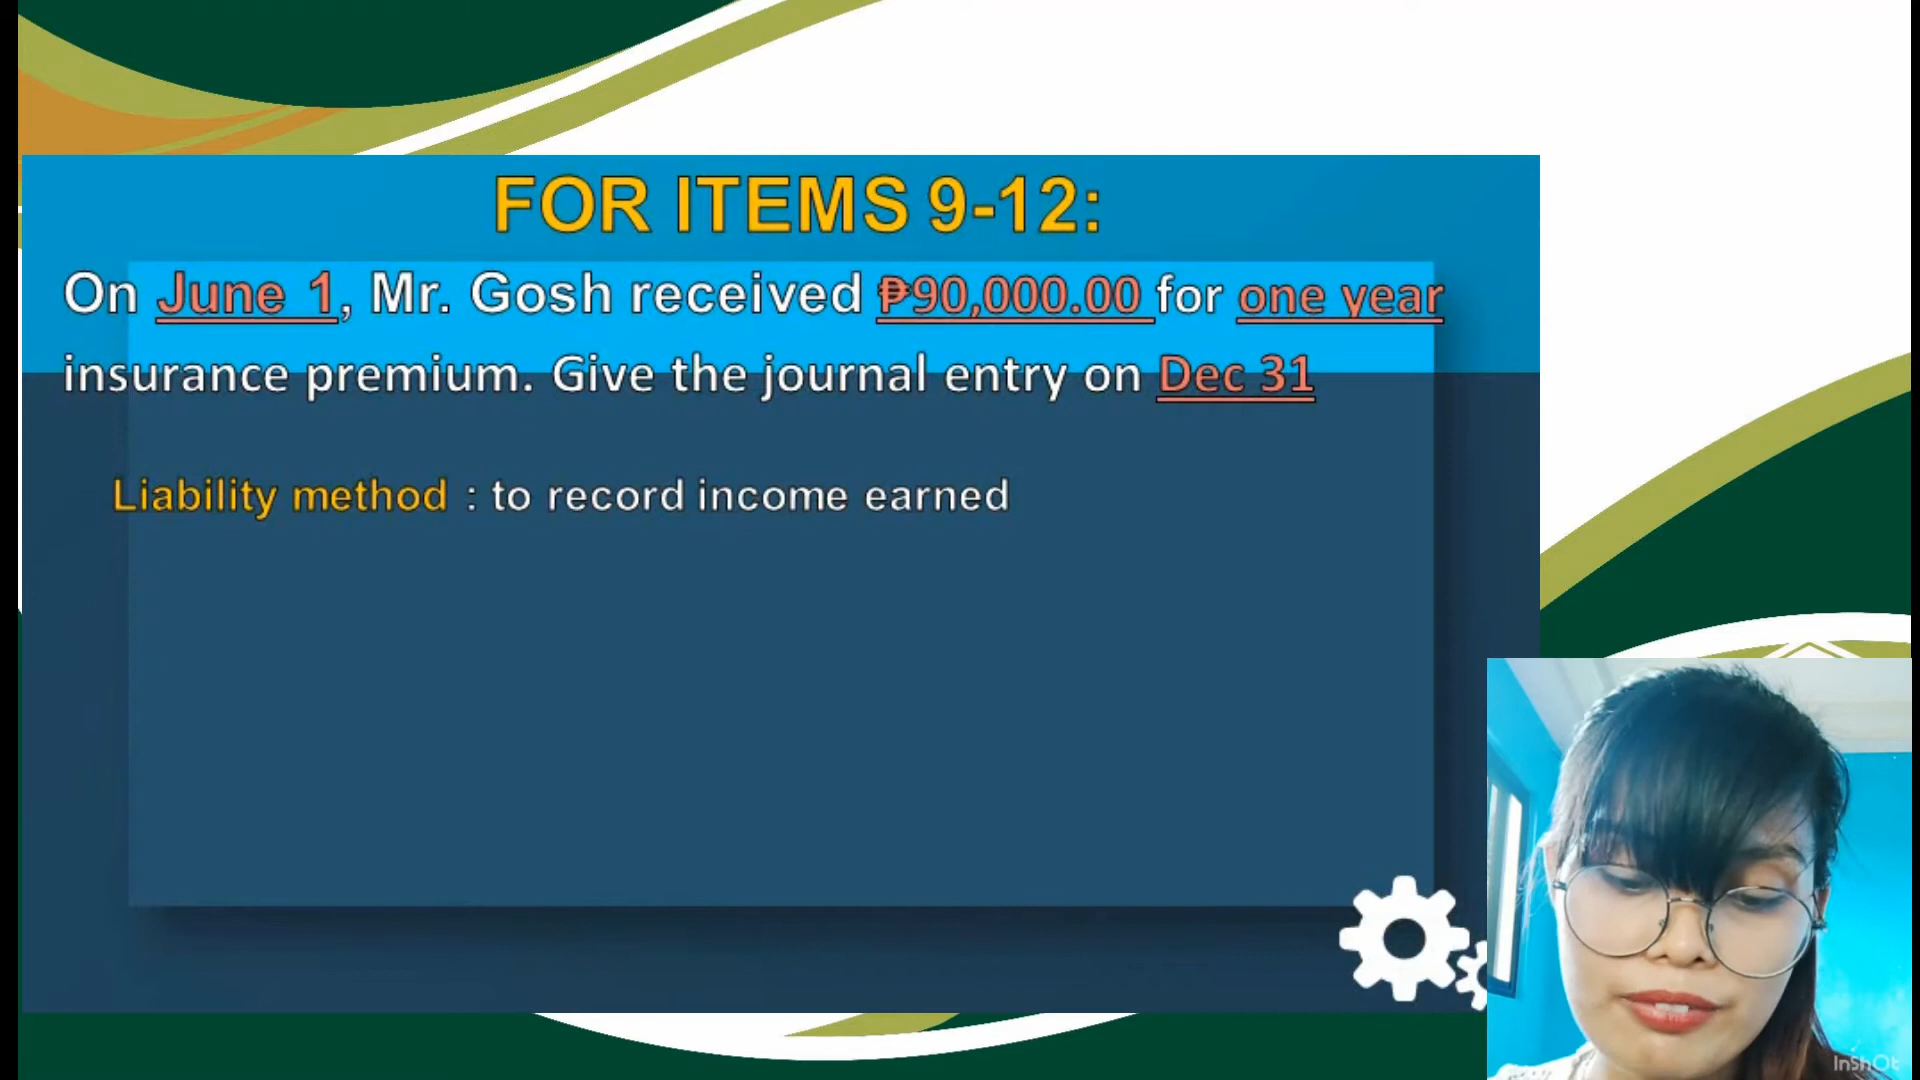 FOR ITEMS 9-12:
On June 1, Mr. Gosh received ₱90,000.00 for one year
insurance premium. Give the journal entry on Dec 31
Liability method : to record income earned
InShOt